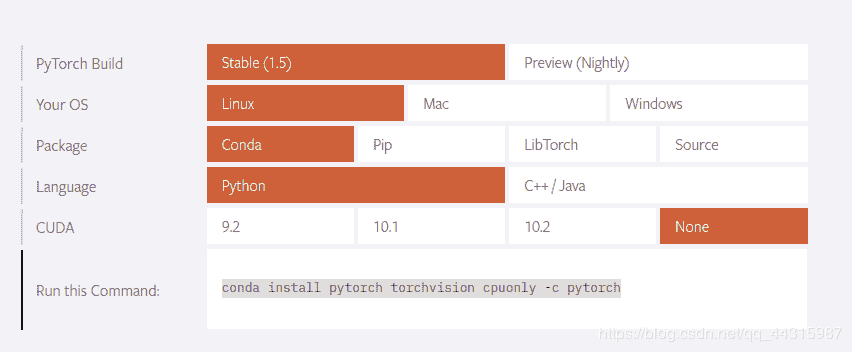 PyTorch Build Stable (1.5) Preview (Nightly)
Your OS Linux Mac Windows
Package Conda Pip LibTorch Source
Language Python C++ / Java
CUDA 9.2 10.1 10.2 None
Run this Command: conda install pytorch torchvision cpuonly -c pytorch
https://blog.csdn.net/qq_44315987